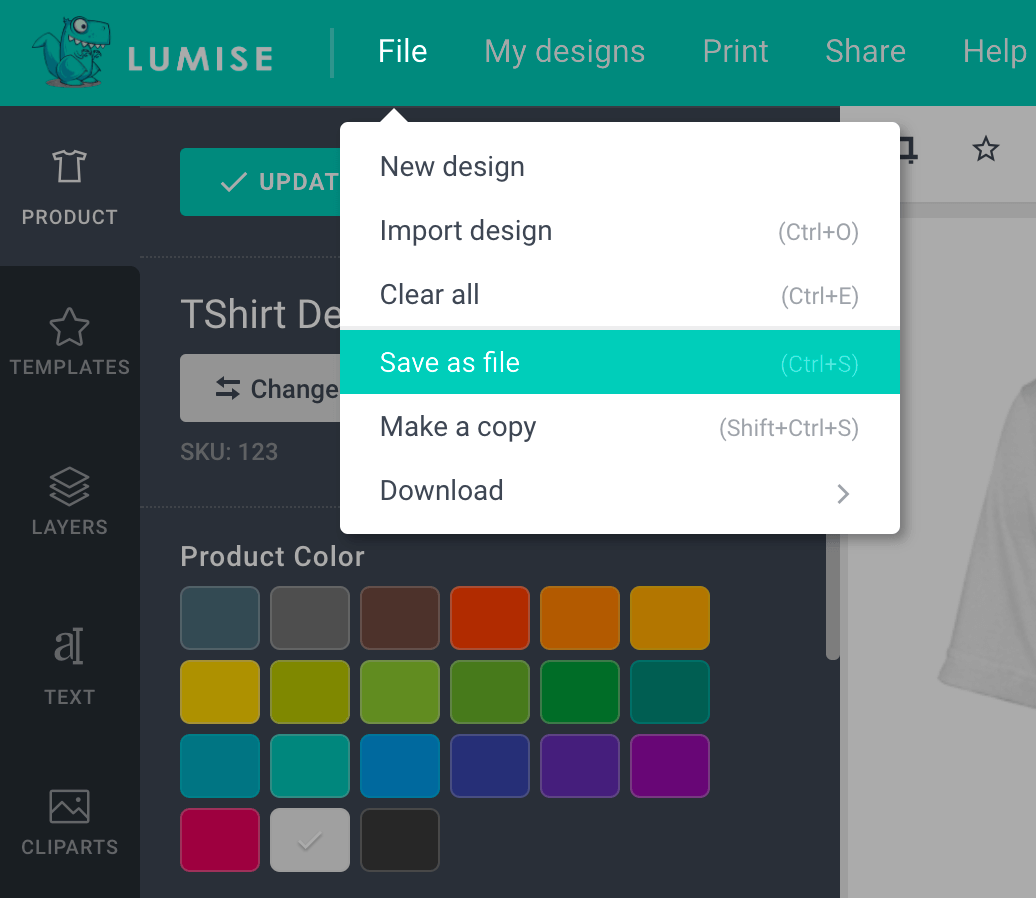 LUMISE
File
My designs
Print
Share
Help
PRODUCT
TEMPLATES
LAYERS
TEXT
CLIPARTS
UPDAT
TShirt De
Change
SKU: 123
New design
Import design (Ctrl+O)
Clear all (Ctrl+E)
Save as file (Ctrl+S)
Make a copy (Shift+Ctrl+S)
Download
Product Color